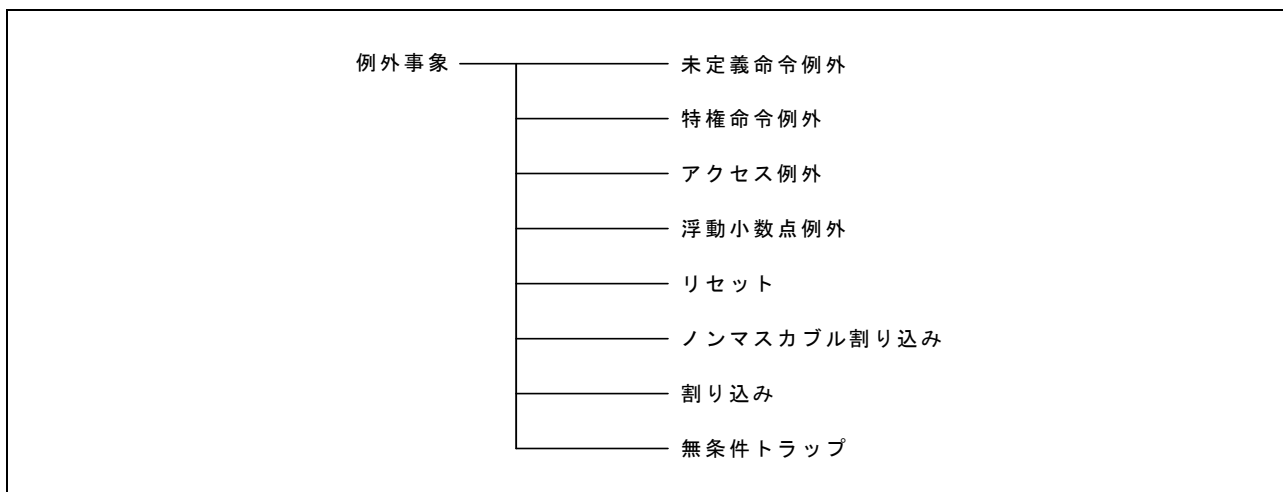 例外事象 未定義命令例外
特権命令例外
アクセス例外
浮動小数点例外
リセット
ノンマスカブル割り込み
割り込み
無条件トラップ